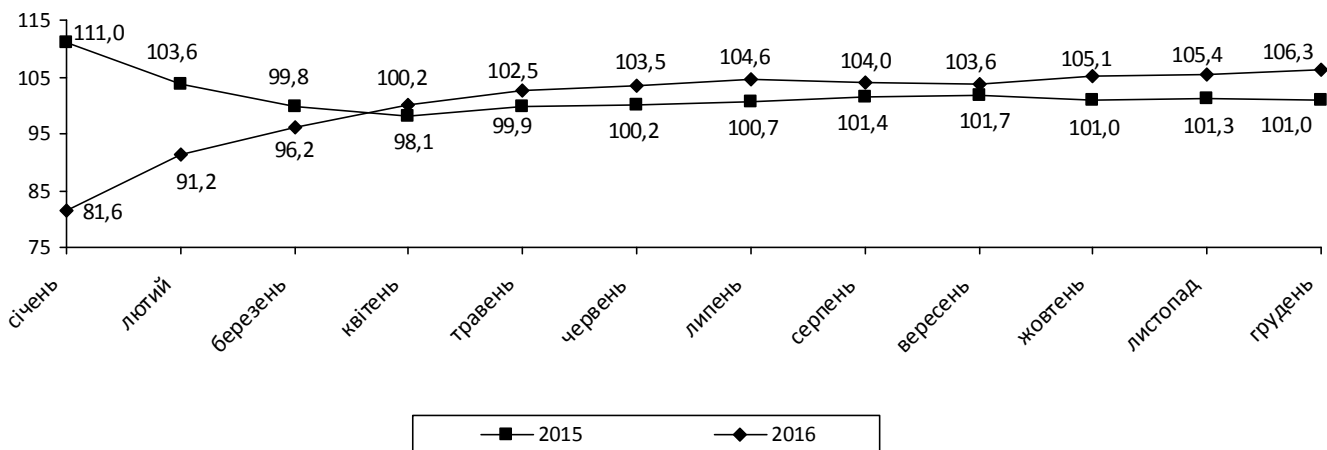 115
105
95
85
75
111,0
103,6
99,8
100,2
102,5
103,5
104,6
104,0
103,6
105,1
105,4
106,3
81,6
91,2
96,2
98,1
99,9
100,2
100,7
101,4
101,7
101,0
101,3
101,0
січень
лютий
березень
квітень
травень
червень
липень
серпень
вересень
жовтень
листопад
грудень
2015
2016